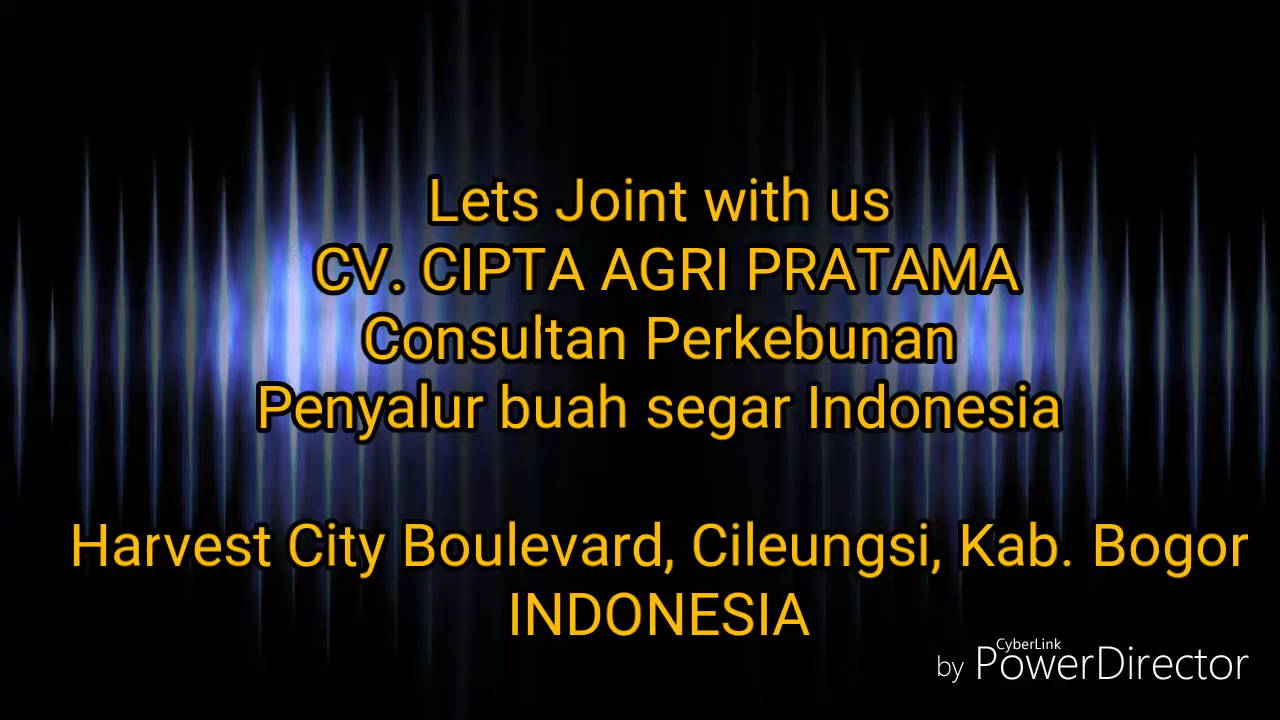 Lets Joint with us
CV. CIPTA AGRI PRATAMA
Consultan Perkebunan
Penyalur buah segar Indonesia
Harvest City Boulevard, Cileungsi, Kab. Bogor
INDONESIA
by CyberLink PowerDirector